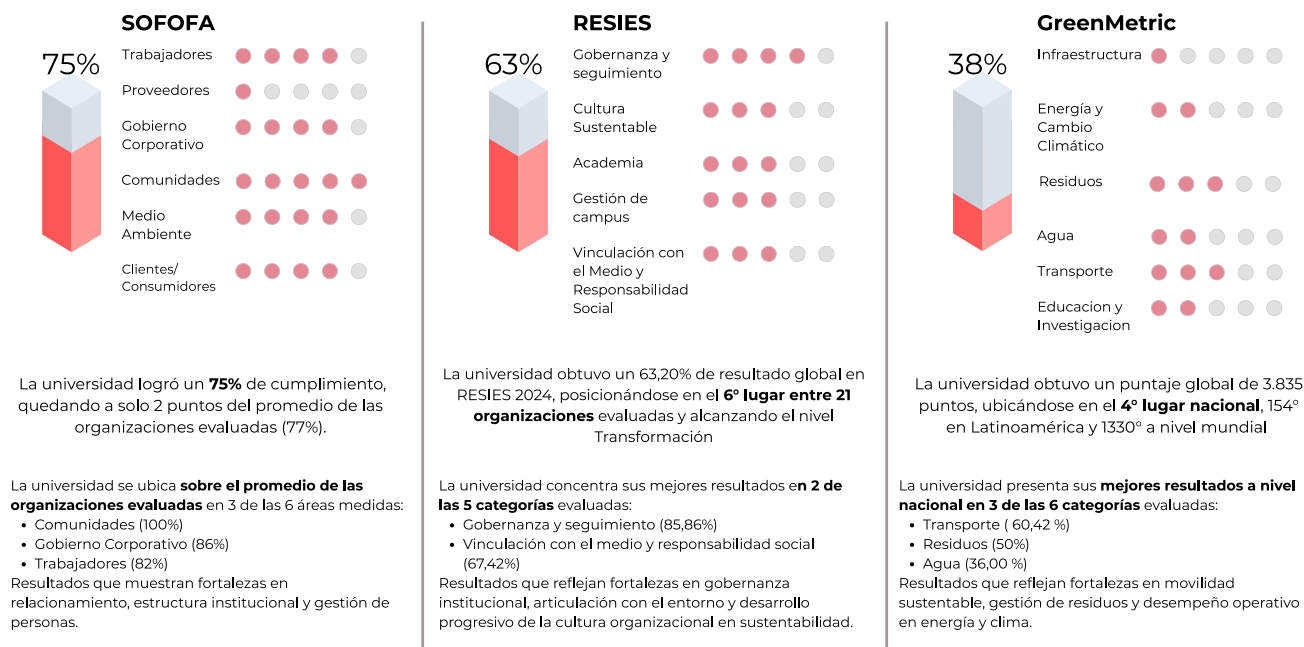 SOFOFA
75%
Trabajadores
Proveedores
Gobierno
Corporativo
Comunidades
Medio
Ambiente
Clientes/
Consumidores
La universidad logró un 75% de cumplimiento,
quedando a solo 2 puntos del promedio de las
organizaciones evaluadas (77%).
La universidad se ubica sobre el promedio de las
organizaciones evaluadas en 3 de las 6 áreas medidas:
• Comunidades (100%)
• Gobierno Corporativo (86%)
• Trabajadores (82%)
Resultados que muestran fortalezas en
relacionamiento, estructura institucional y gestión de
personas.
RESIES
63%
Gobernanza y
seguimiento
Cultura
Sustentable
Academia
Gestión de
campus
Vinculación con
el Medio y
Responsabilidad
Social
La universidad obtuvo un 63,20% de resultado global en
RESIES 2024, posicionándose en el 6° lugar entre 21
organizaciones evaluadas y alcanzando el nivel
Transformación
La universidad concentra sus mejores resultados en 2 de
las 5 categorías evaluadas:
• Gobernanza y seguimiento (85,86%)
• Vinculación con el medio y responsabilidad social
(67,42%)
Resultados que reflejan fortalezas en gobernanza
institucional, articulación con el entorno y desarrollo
progresivo de la cultura organizacional en sustentabilidad.
GreenMetric
38%
Infraestructura
Energía y
Cambio
Climático
Residuos
Agua
Transporte
Educacion y
Investigacion
La universidad obtuvo un puntaje global de 3.835
puntos, ubicándose en el 4° lugar nacional, 154°
en Latinoamérica y 1330° a nivel mundial
La universidad presenta sus mejores resultados a nivel
nacional en 3 de las 6 categorías evaluadas:
• Transporte ( 60,42 %)
• Residuos (50%)
• Agua (36,00 %)
Resultados que reflejan fortalezas en movilidad
sustentable, gestión de residuos y desempeño operativo
en energía y clima.